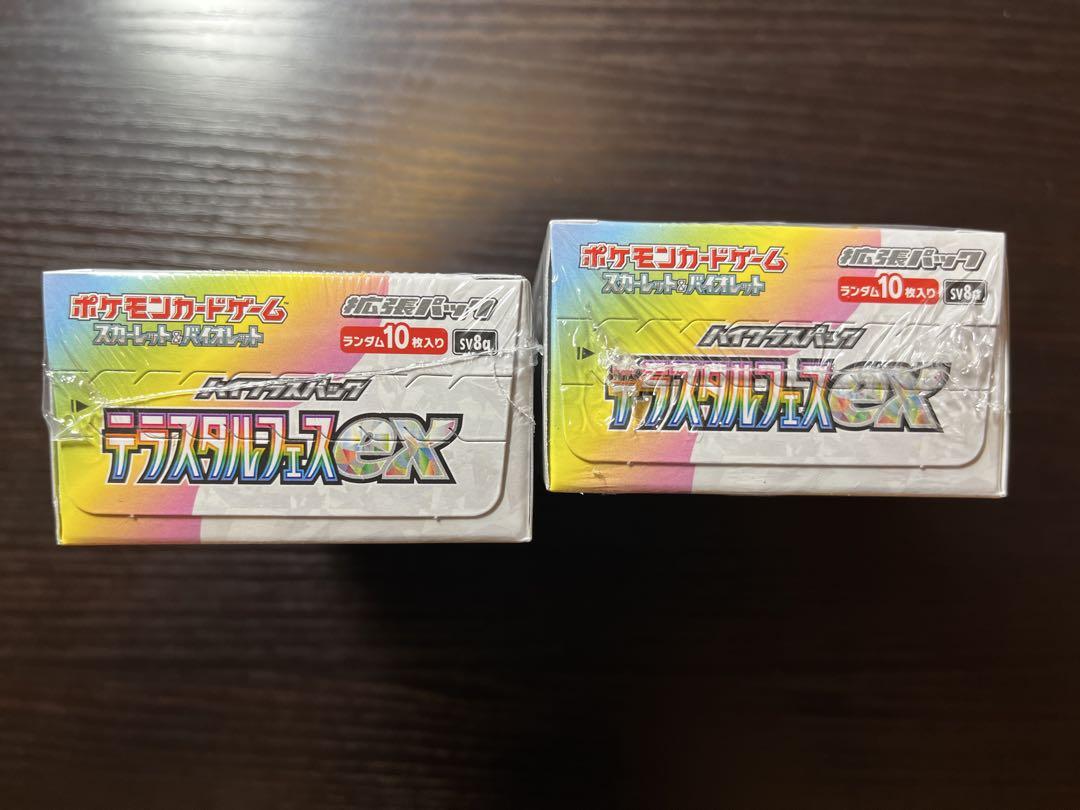 ポケモンカードゲーム
スカーレット&バイオレット
拡張パック
ランダム10枚入り
sv8a
ハイクラスパック
テラスタルフェスex
ポケモンカードゲーム
スカーレット&バイオレット
拡張パック
ランダム10枚入り
sv8a
ハイクラスパック
テラスタルフェスex